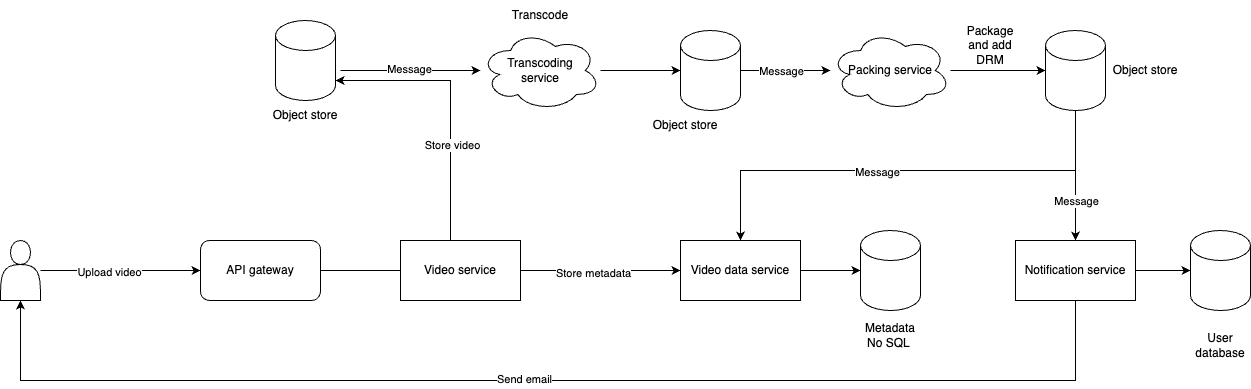 Transcode
Package
and add
DRM
Message
Transcoding
service
Message
Packing service
Object store
Object store
Object store
Store video
Message
Message
Upload video
API gateway
Video service
Store metadata
Video data service
Notification service
Metadata
No SQL
User
database
Send email